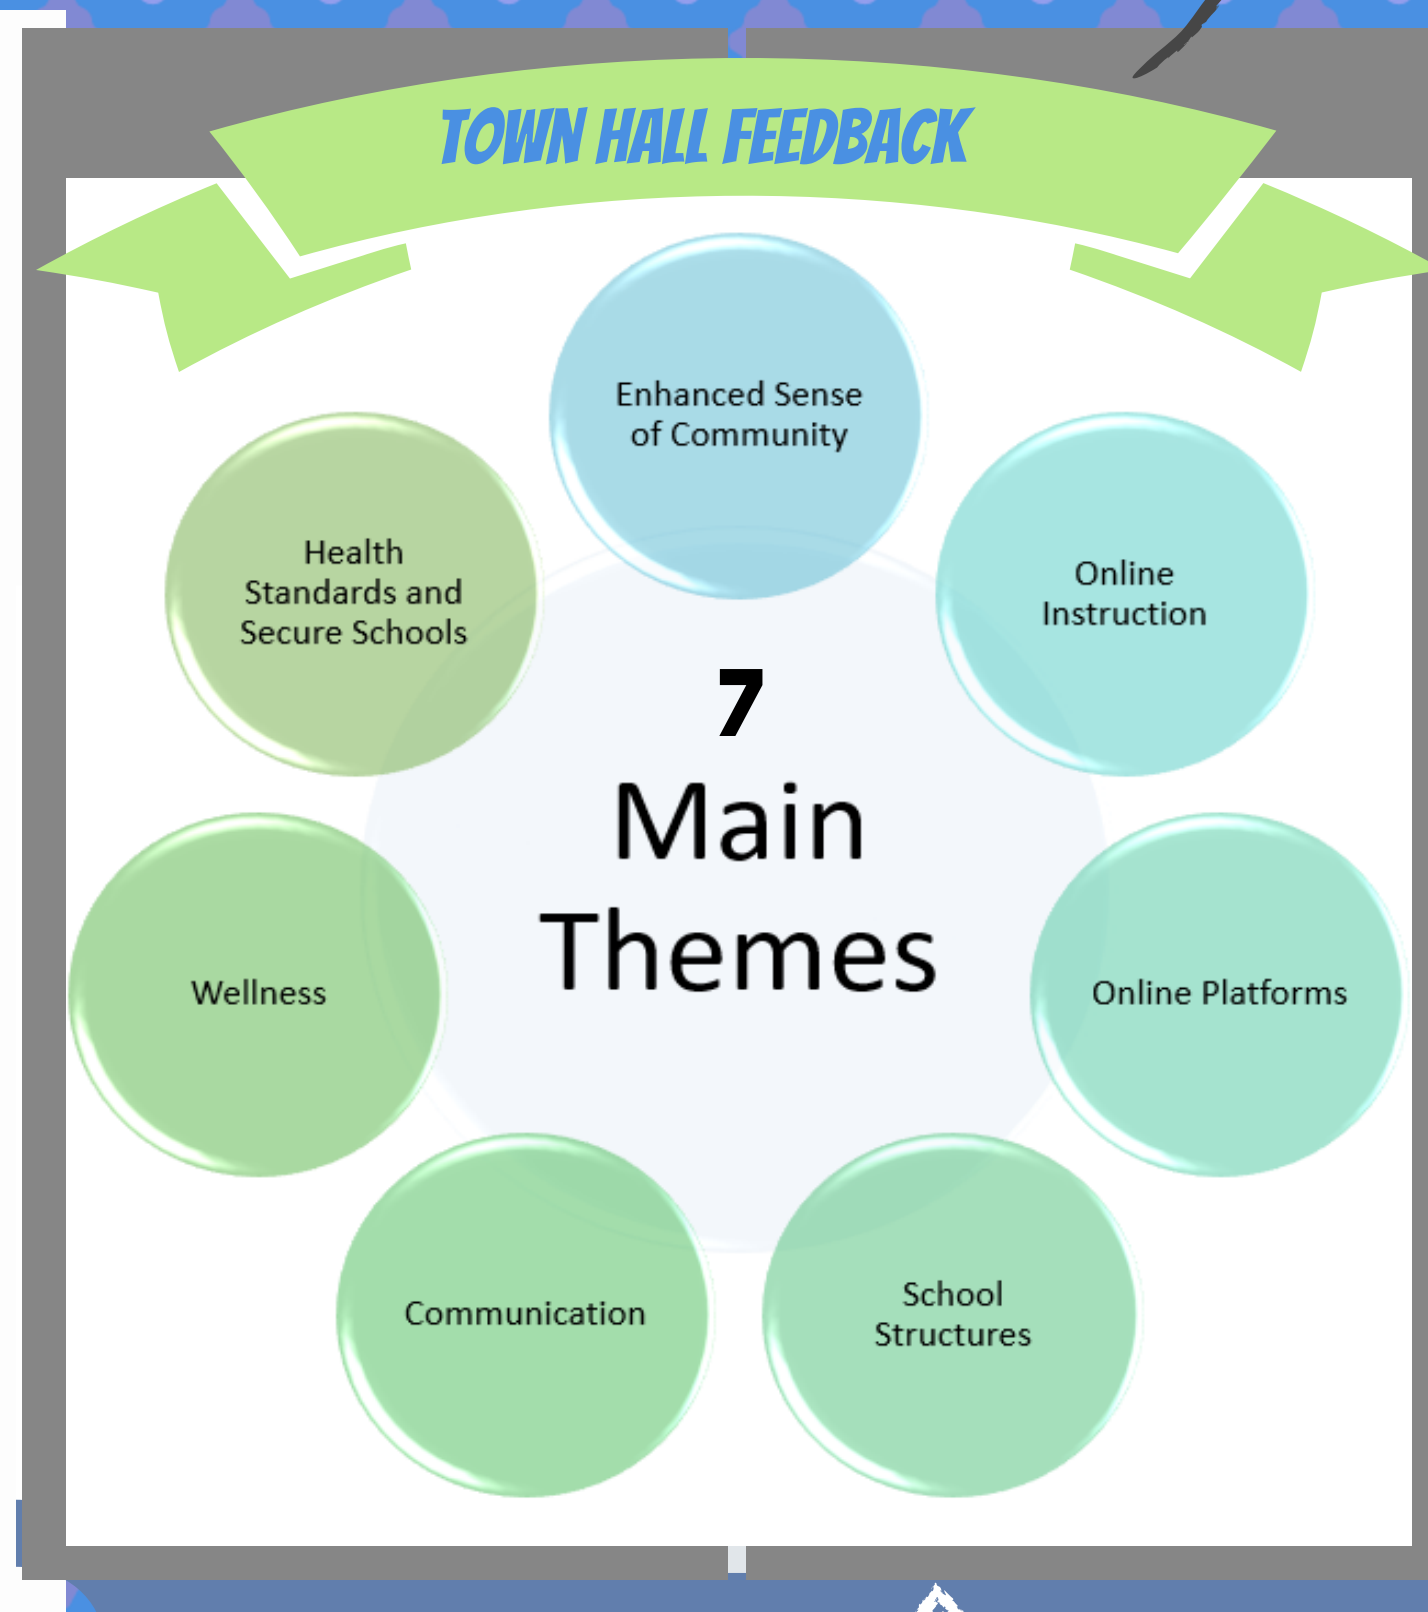 TOWN HALL FEEDBACK
Enhanced Sense
of Community
Online
Instruction
Online Platforms
School
Structures
Communication
Wellness
Health
Standards and
Secure Schools
7
Main
Themes